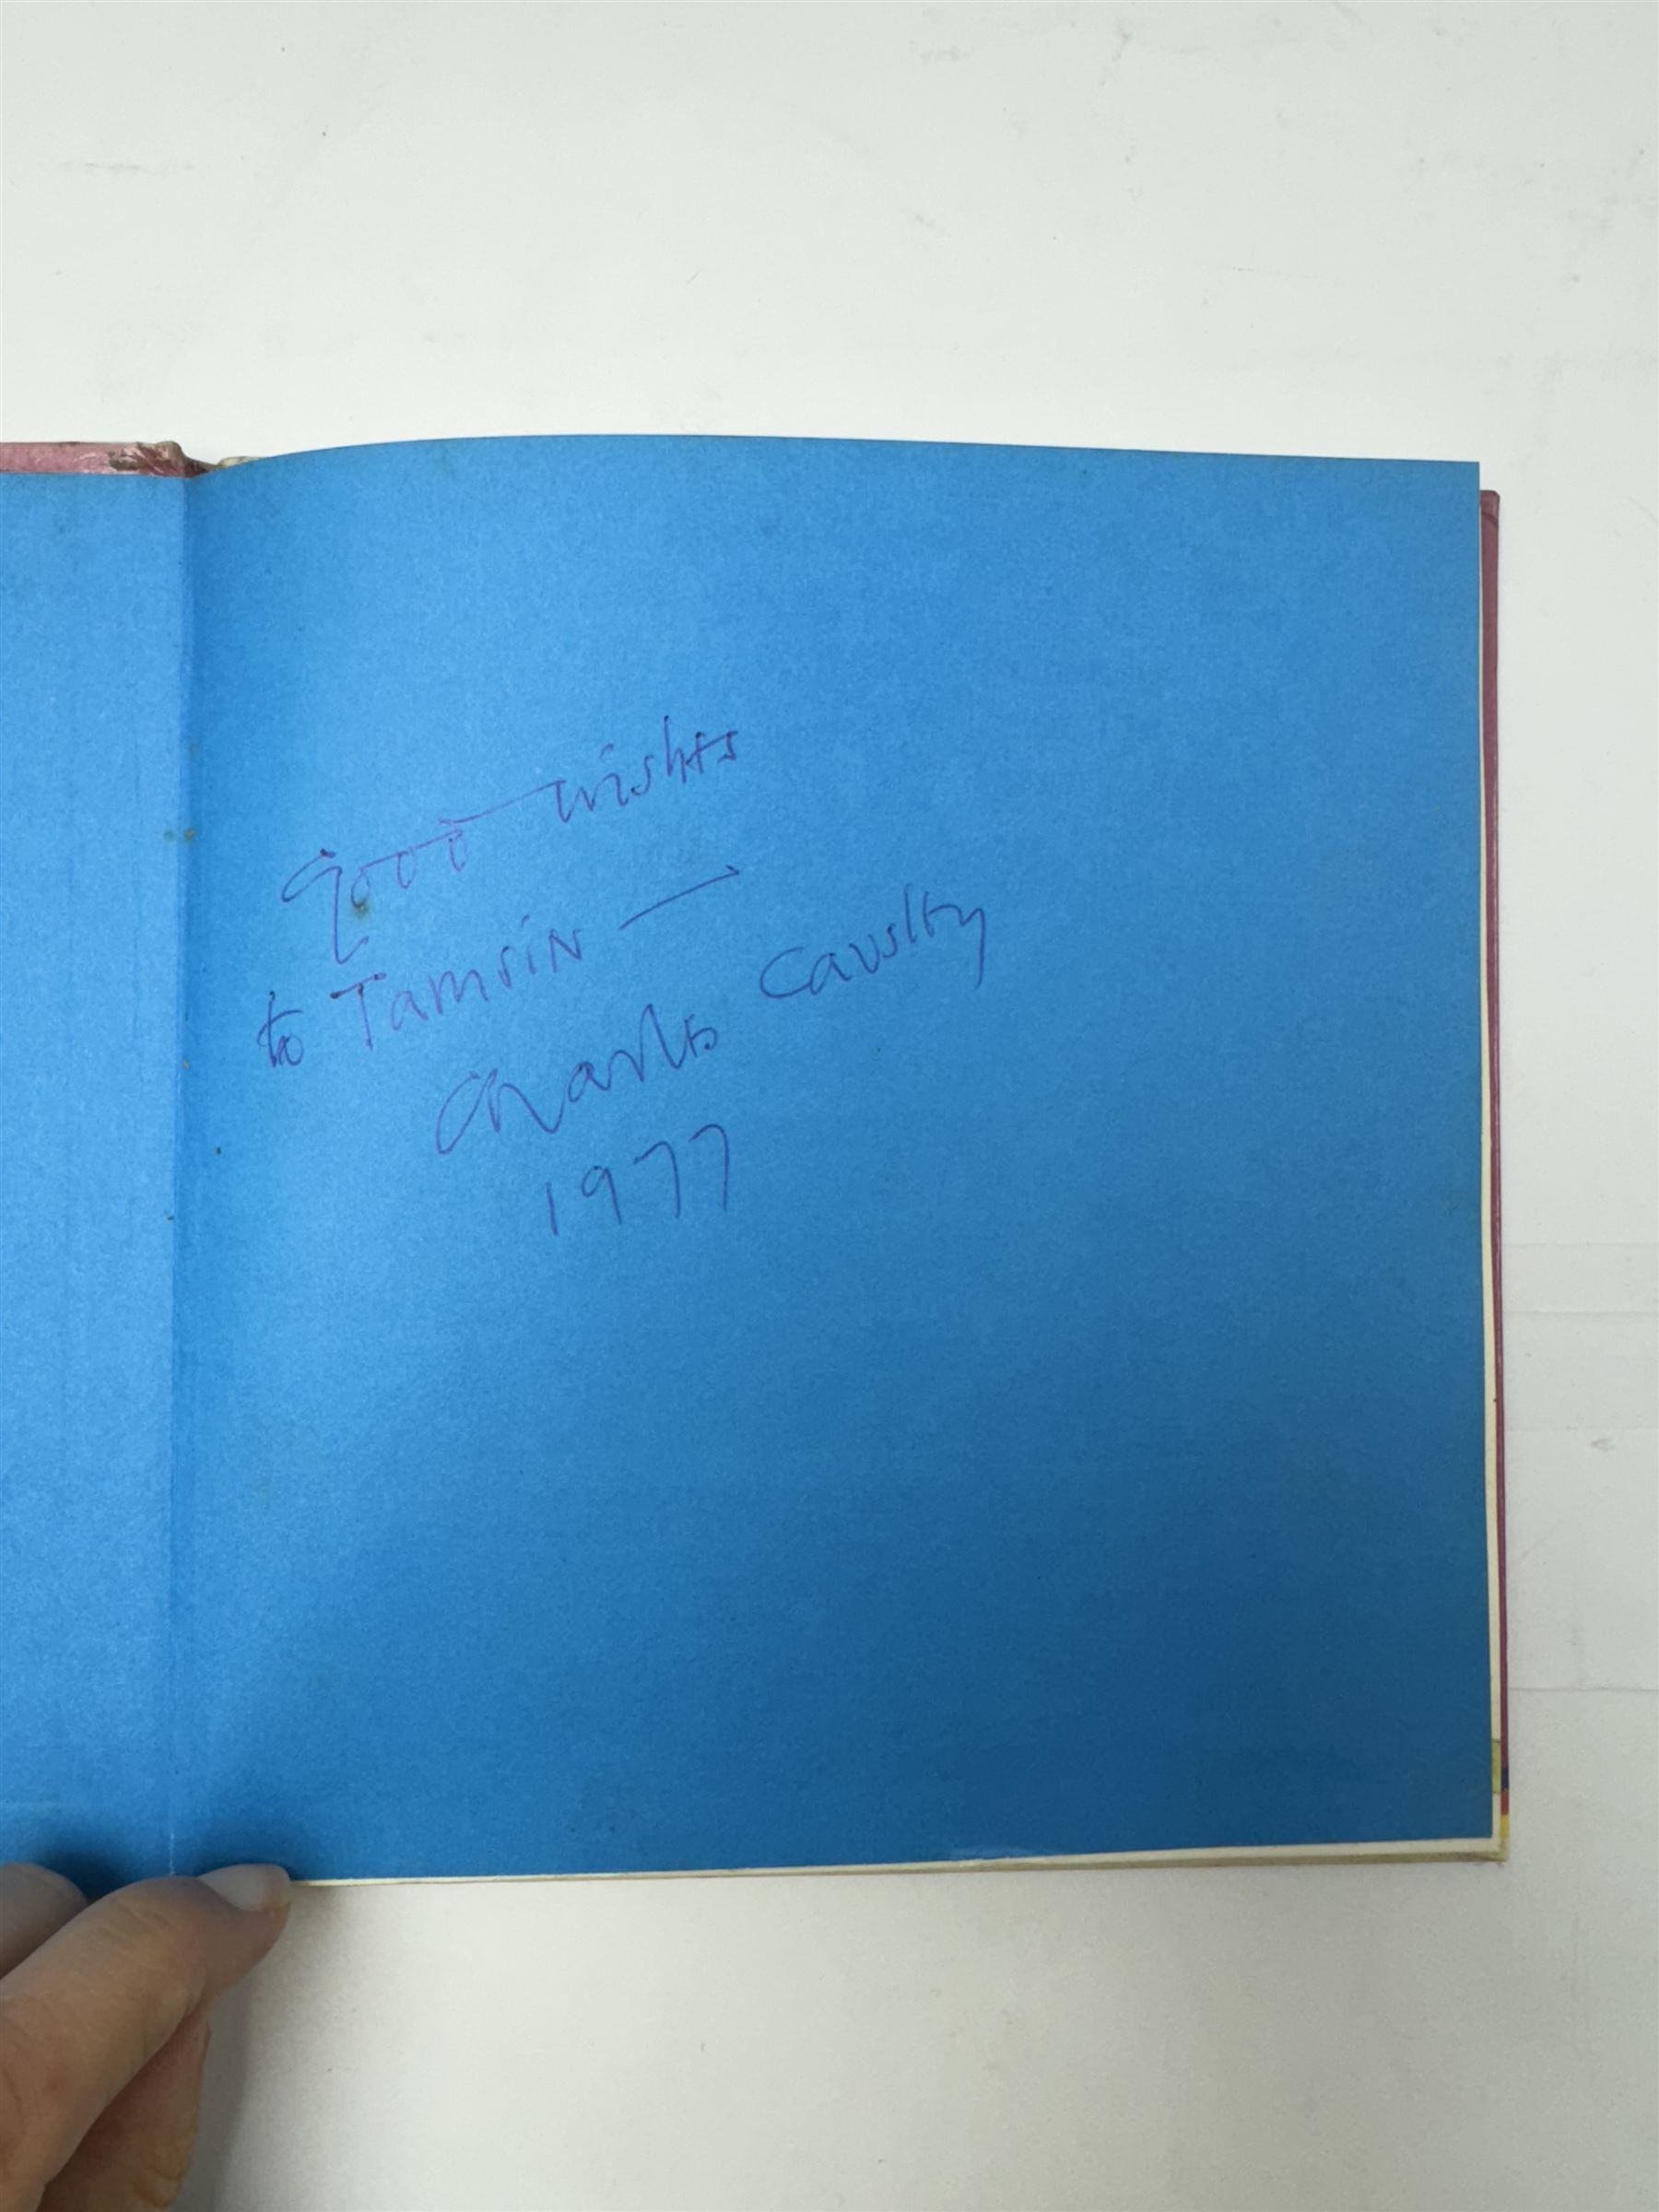 Good wishes
to Tamsin —
Charles Causley
1977